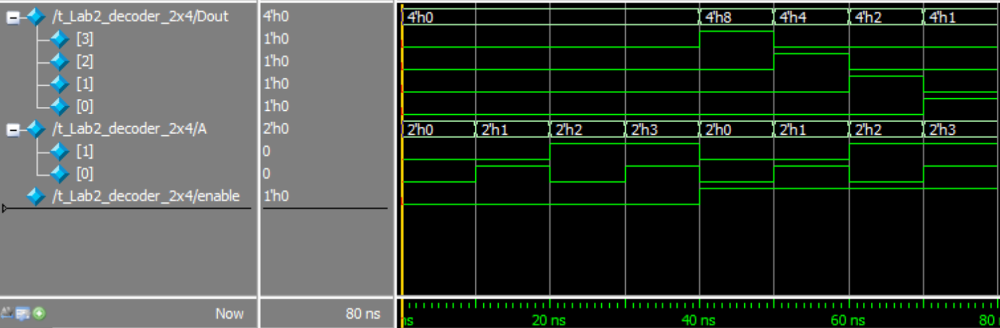 /t_Lab2_decoder_2x4/Dout 4'h0 4'h0 4'h8 4'h4 4'h2 4'h1
[3] 1'h0
[2] 1'h0
[1] 1'h0
[0] 1'h0
/t_Lab2_decoder_2x4/A 2'h0 2'h0 2'h1 2'h2 2'h3 2'h0 2'h1 2'h2 2'h3
[1] 0
[0] 0
/t_Lab2_decoder_2x4/enable 1'h0
Now 80 ns ns 20 ns 40 ns 60 ns 80